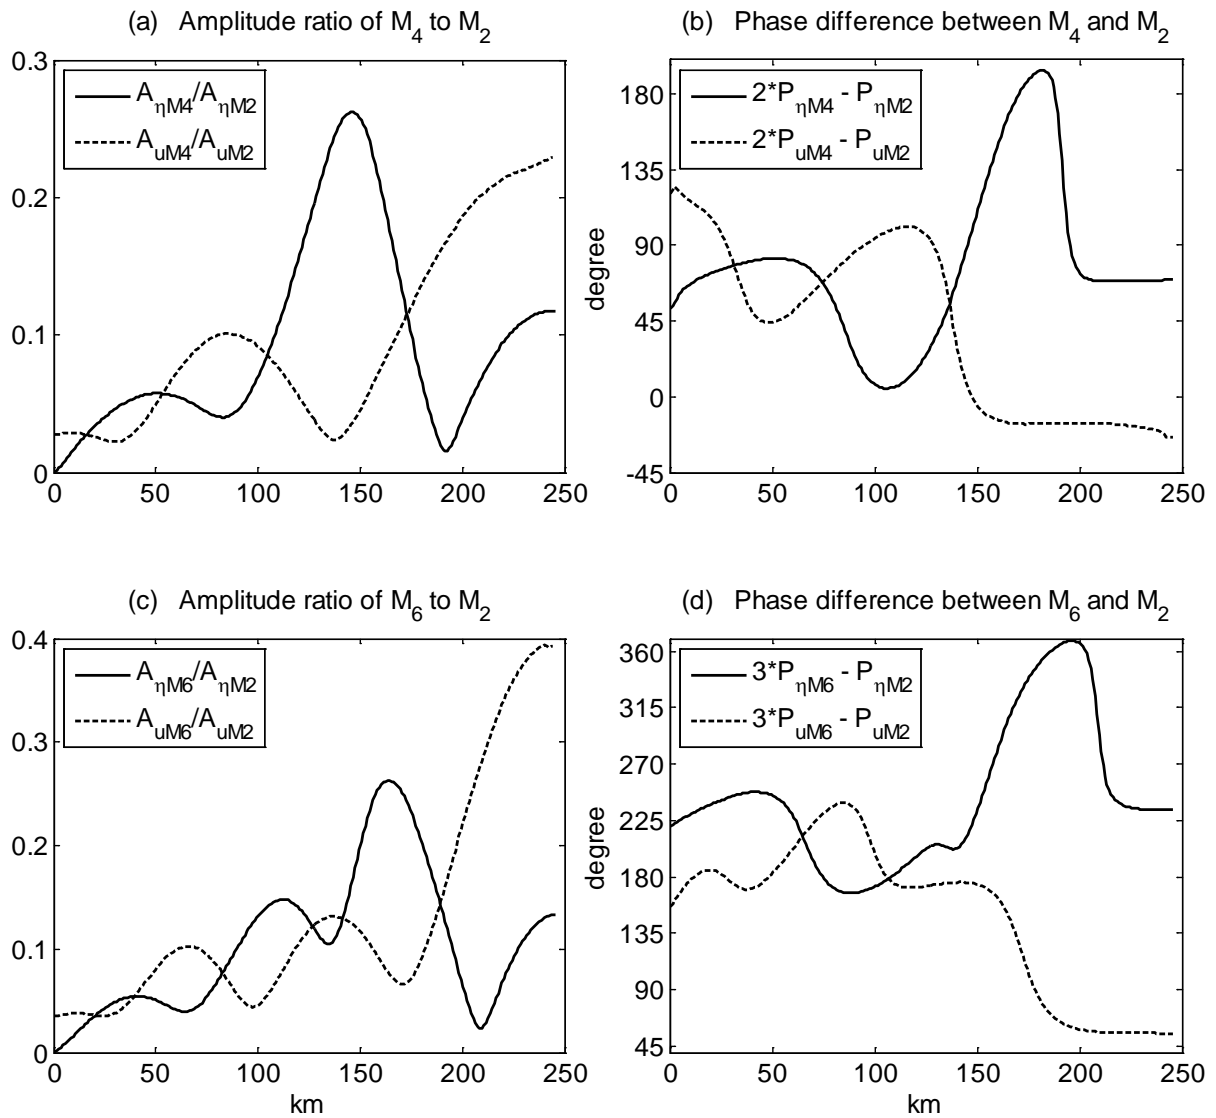 (a) Amplitude ratio of M4 to M2
0.3
0.2
0.1
0
AηM4/AηM2
AuM4/AuM2
0 50 100 150 200 250
(b) Phase difference between M4 and M2
180
135
90
45
0
-45
degree
2*PηM4 - PηM2
2*PuM4 - PuM2
0 50 100 150 200 250
(c) Amplitude ratio of M6 to M2
0.4
0.3
0.2
0.1
0
AηM6/AηM2
AuM6/AuM2
0 50 100 150 200 250
km
(d) Phase difference between M6 and M2
360
315
270
225
180
135
90
45
degree
3*PηM6 - PηM2
3*PuM6 - PuM2
0 50 100 150 200 250
km